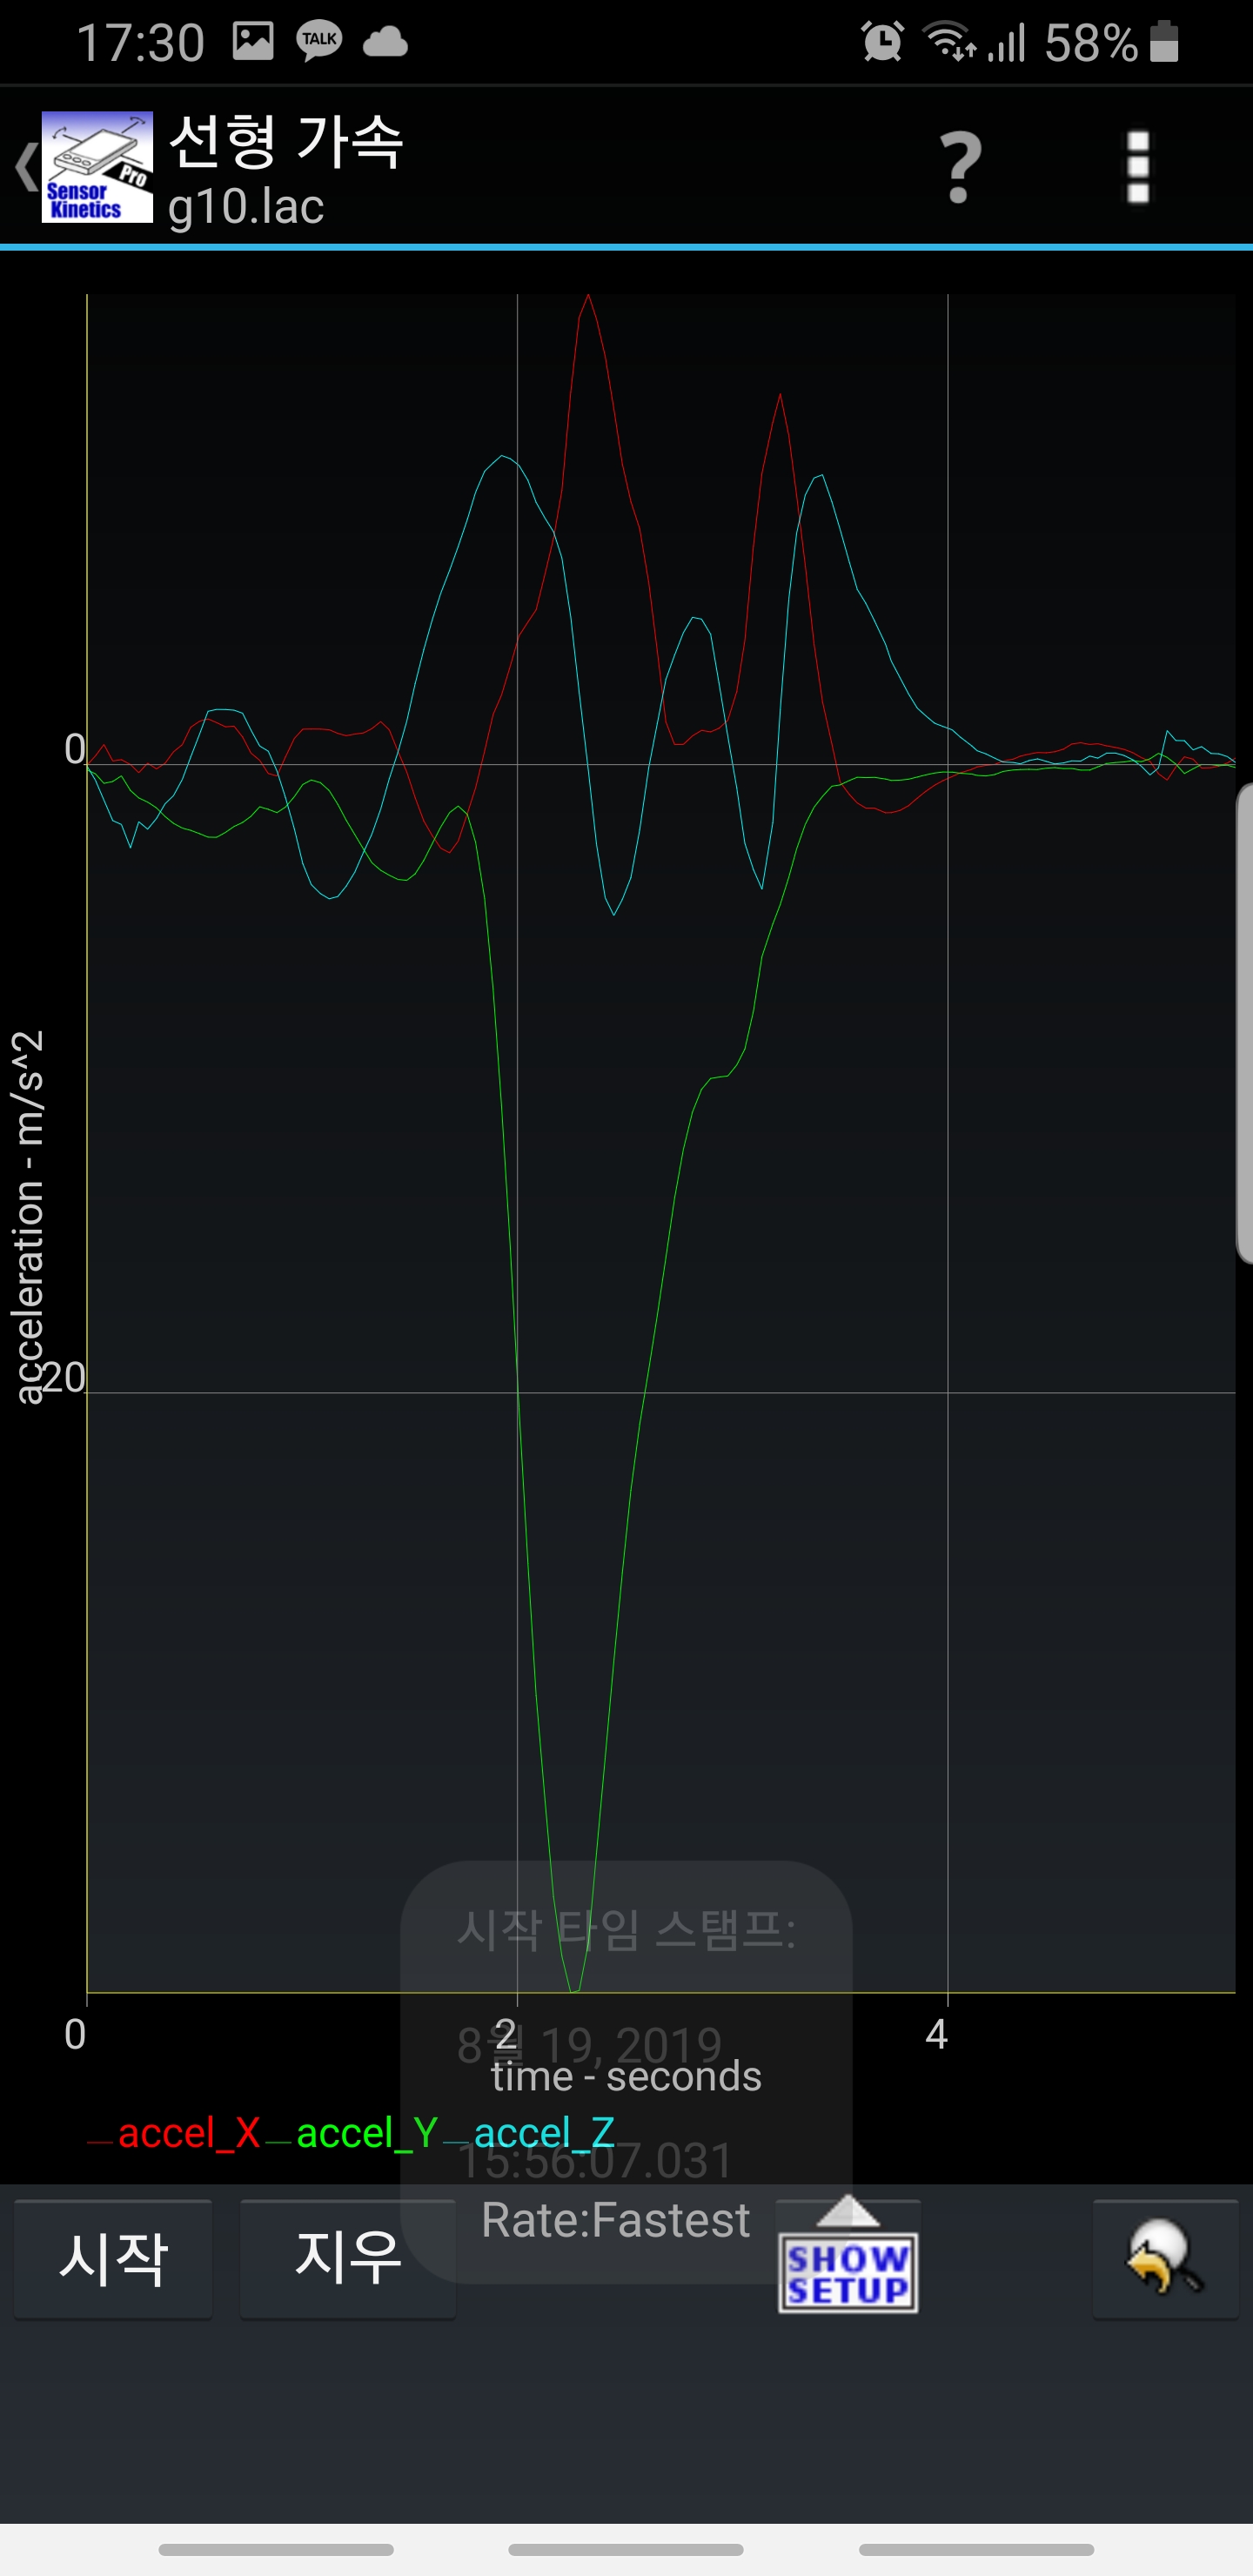 17:30 TALK 58%
선형 가속
Sensor Kinetics Pro
g10.lac
?
0
acceleration - m/s^2
20
0 2 4
시작 타임 스탬프:
8월 19, 2019
time - seconds
accel_X accel_Y accel_Z
15:56:07.031
Rate:Fastest
시작 지우 SHOW SETUP